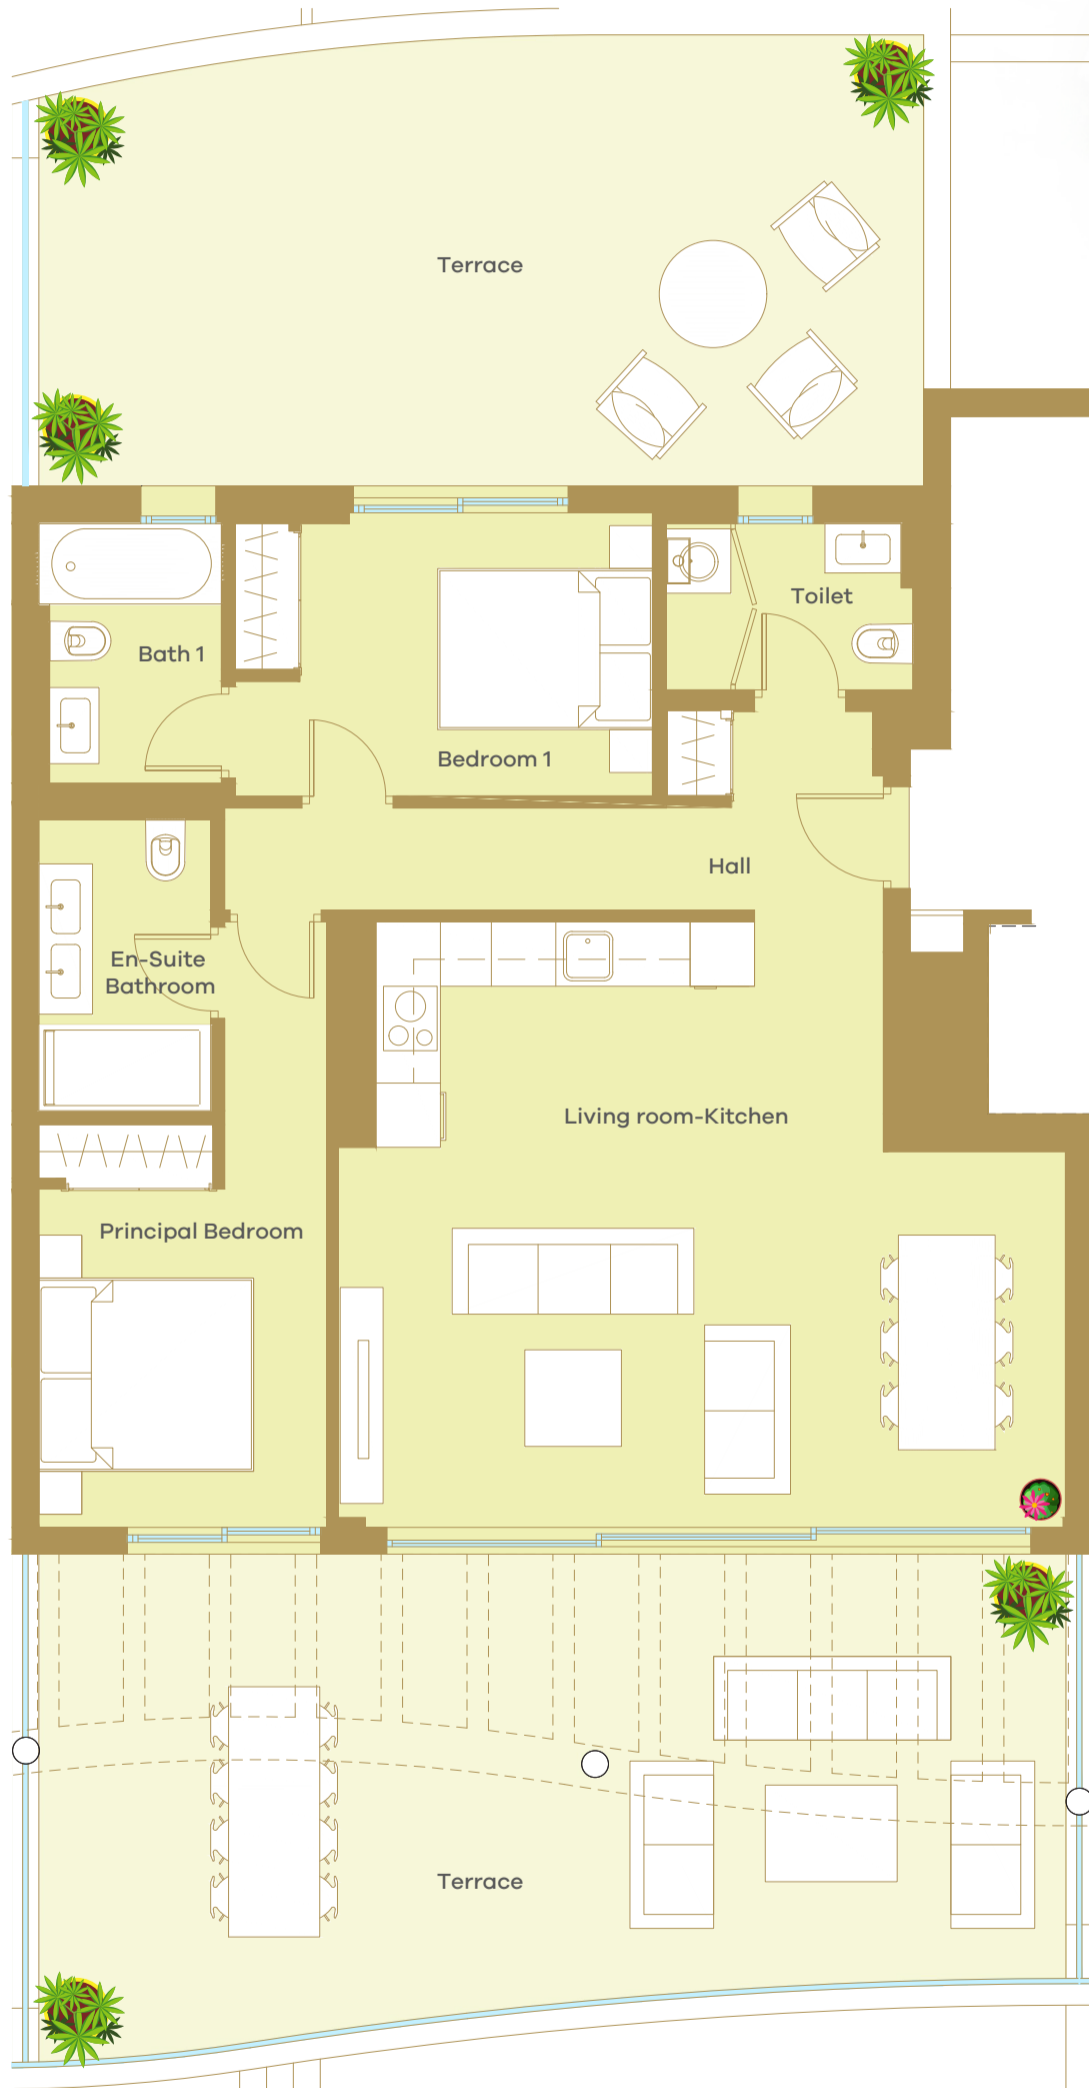 Terrace
Toilet
Bath 1
Bedroom 1
Hall
En-Suite
Bathroom
Living room-Kitchen
Principal Bedroom
Terrace